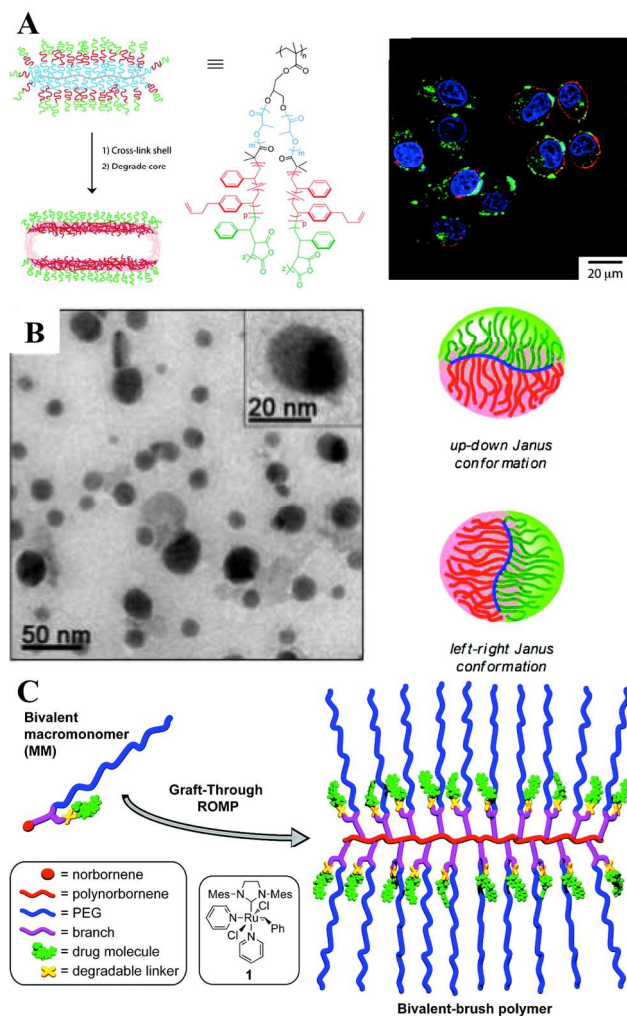 A
1) Cross-link shell
2) Degrade core
≡
n
O
O
O
O
O
O
O
O
m
m
O
O
p
p
O
O
O
O
O
O
z
z
20 μm
B
20 nm
50 nm
up-down Janus
conformation
left-right Janus
conformation
C
Bivalent
macromonomer
(MM)
Graft-Through
ROMP
= norbornene
= polynorbornene
= PEG
= branch
= drug molecule
= degradable linker
Mes-N
N-Mes
Cl
N
Ru
Ph
Cl
N
1
Bivalent-brush polymer